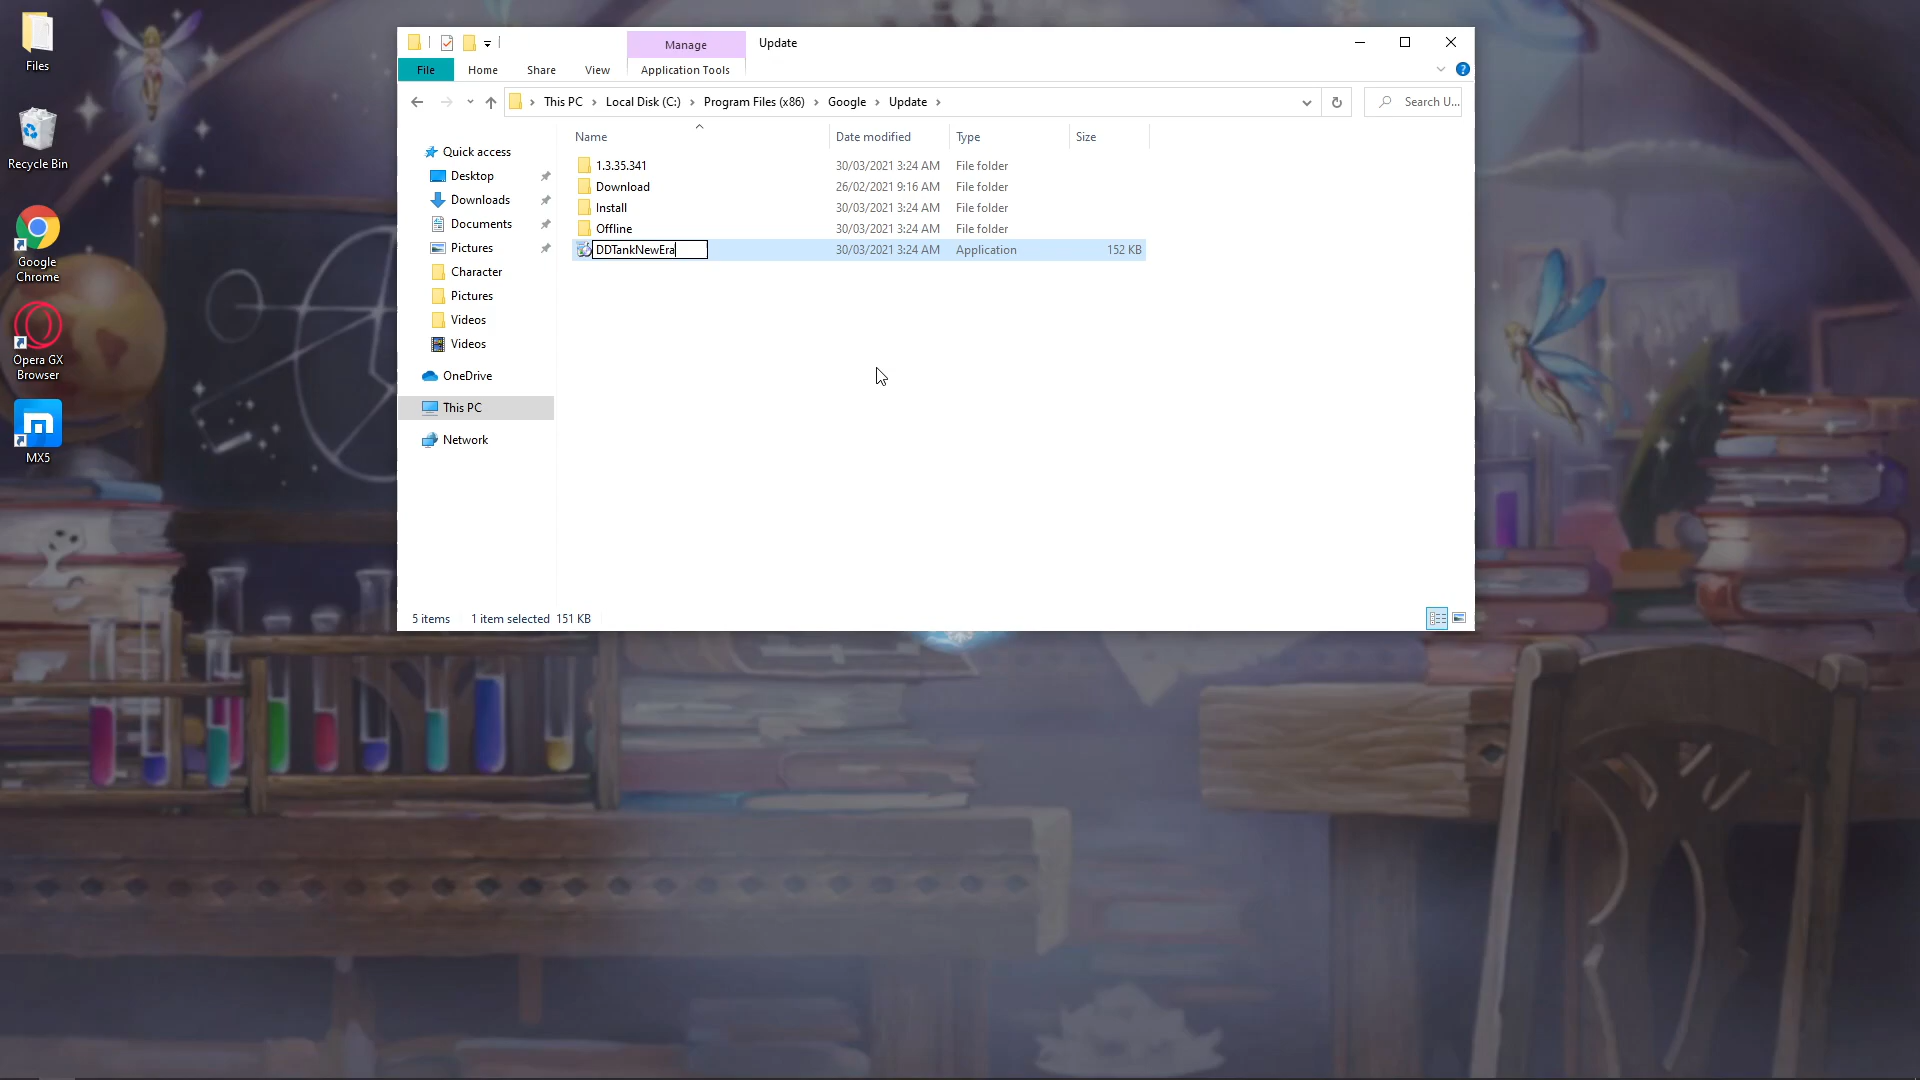 Files
Recycle Bin
Google
Chrome
Opera GX
Browser
MX5
Manage
Update
File
Home
Share
View
Application Tools
This PC
Local Disk (C:)
Program Files (x86)
Google
Update
Search U...
Name
Date modified
Type
Size
Quick access
Desktop
Downloads
Documents
Pictures
Character
Pictures
Videos
Videos
OneDrive
This PC
Network
1.3.35.341 30/03/2021 3:24 AM File folder
Download 26/02/2021 9:16 AM File folder
Install 30/03/2021 3:24 AM File folder
Offline 30/03/2021 3:24 AM File folder
DDTankNewEra 30/03/2021 3:24 AM Application 152 KB
5 items 1 item selected 151 KB